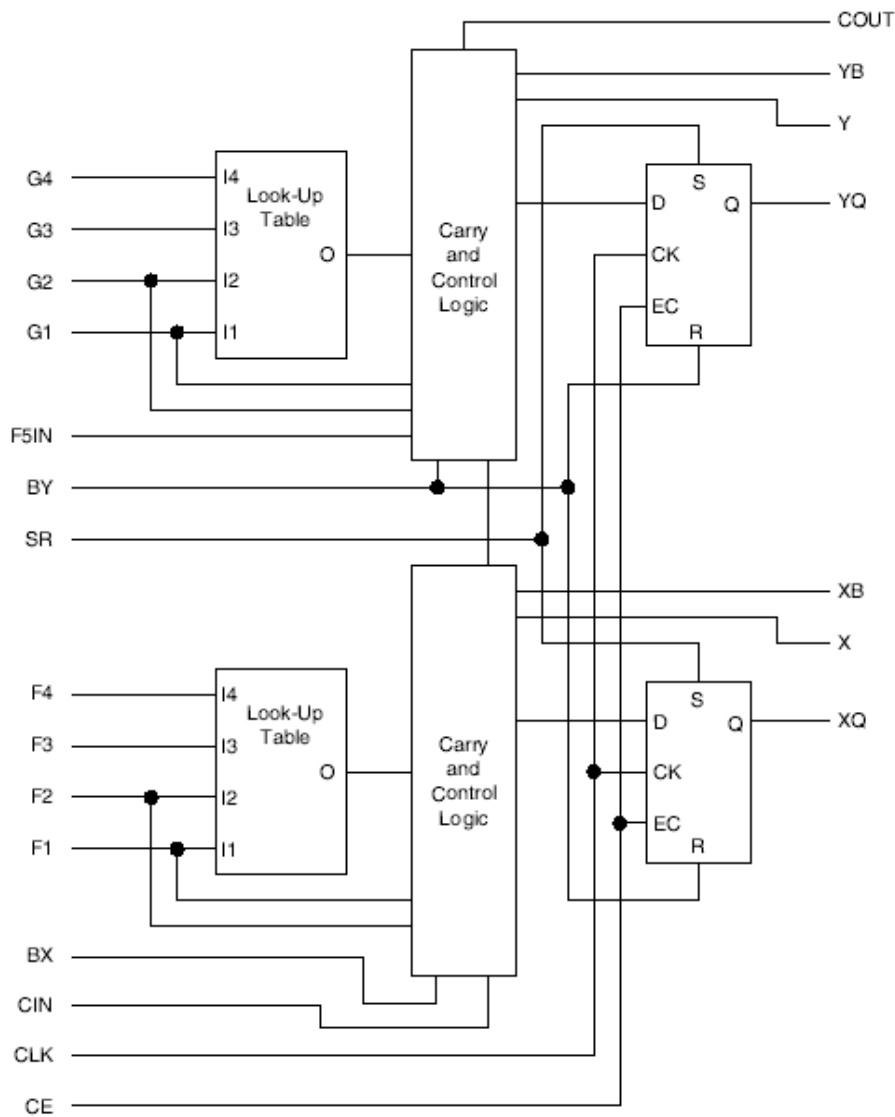 COUT
YB
Y
G4
I4
Look-Up
Table
S
D
Q
YQ
G3
I3
Carry
and
Control
Logic
O
CK
G2
I2
EC
G1
I1
R
F5IN
BY
SR
XB
X
F4
I4
Look-Up
Table
S
D
Q
XQ
F3
I3
Carry
and
Control
Logic
O
CK
F2
I2
EC
F1
I1
R
BX
CIN
CLK
CE